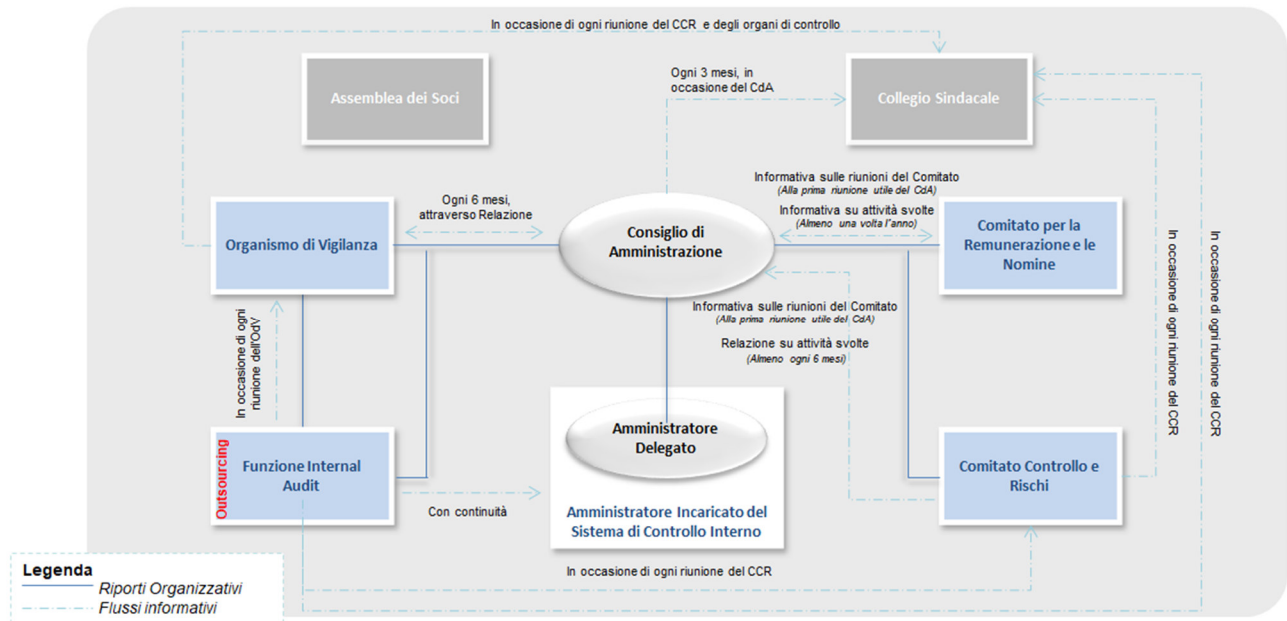 In occasione di ogni riunione del CCR e degli organi di controllo
Assemblea dei Soci
Ogni 3 mesi, in
occasione del CdA
Collegio Sindacale
Organismo di Vigilanza
Ogni 6 mesi,
attraverso Relazione
Consiglio di
Amministrazione
Informativa sulle riunioni del Comitato
(Alla prima riunione utile del CdA)
Informativa su attività svolte
(Almeno una volta l'anno)
Comitato per la
Remunerazione e le
Nomine
In occasione di ogni riunione del CCR
In occasione di ogni riunione del CCR
In occasione di ogni
riunione dell'OdV
Informativa sulle riunioni del Comitato
(Alla prima riunione utile del CdA)
Relazione su attività svolte
(Almeno ogni 6 mesi)
Outsourcing
Funzione Internal
Audit
Con continuità
Amministratore
Delegato
Amministratore Incaricato del
Sistema di Controllo Interno
Comitato Controllo e
Rischi
In occasione di ogni riunione del CCR
Legenda
Riporti Organizzativi
Flussi informativi